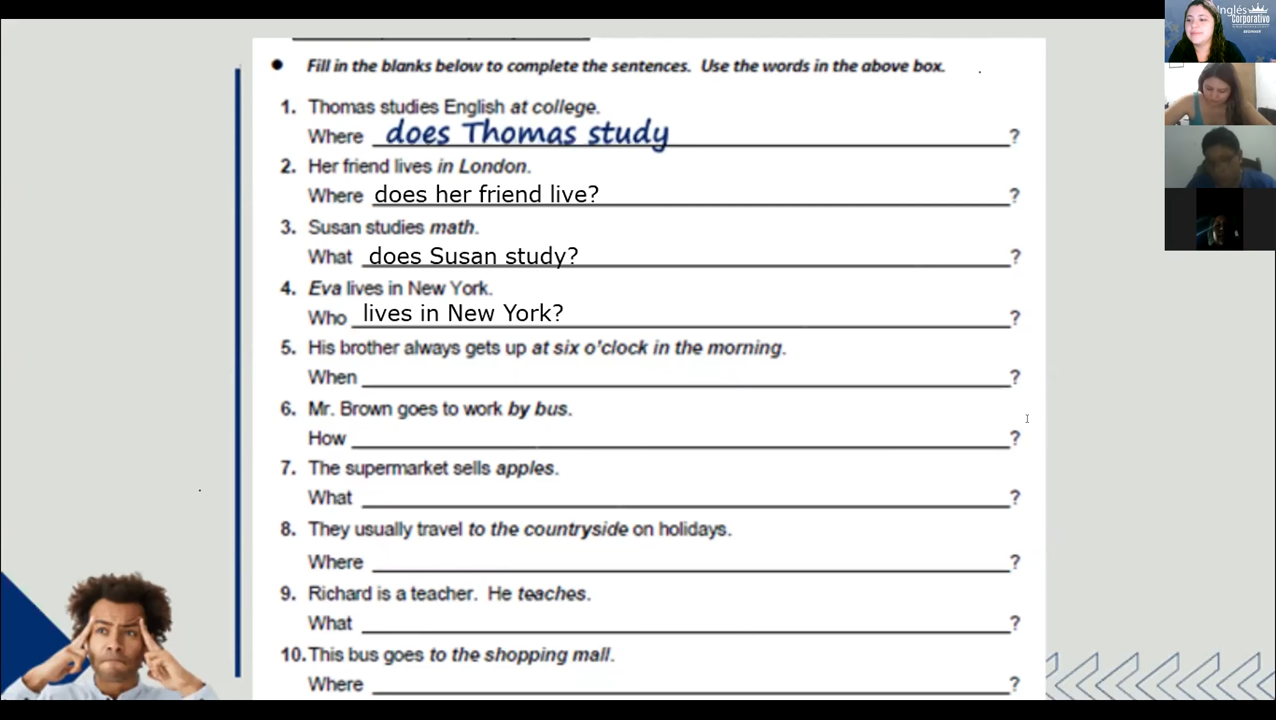 Inglés
Corporativo
BEGINNER
● Fill in the blanks below to complete the sentences. Use the words in the above box.
1. Thomas studies English at college.
Where does Thomas study ?
2. Her friend lives in London.
Where does her friend live? ?
3. Susan studies math.
What does Susan study? ?
4. Eva lives in New York.
Who lives in New York? ?
5. His brother always gets up at six o'clock in the morning.
When ?
6. Mr. Brown goes to work by bus.
How ?
7. The supermarket sells apples.
What ?
8. They usually travel to the countryside on holidays.
Where ?
9. Richard is a teacher. He teaches.
What ?
10. This bus goes to the shopping mall.
Where ?